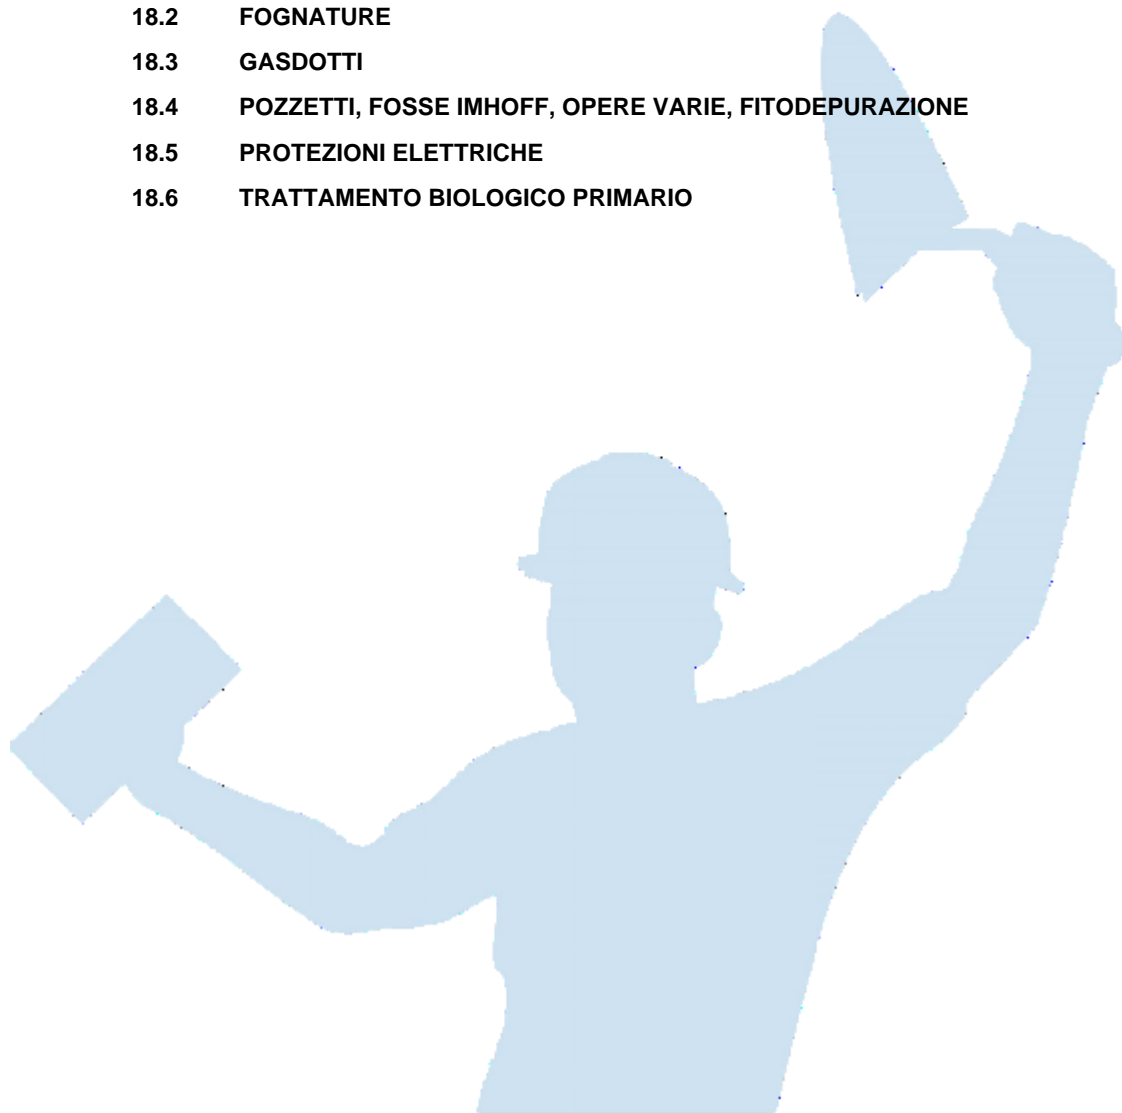 18.2 FOGNATURE
18.3 GASDOTTI
18.4 POZZETTI, FOSSE IMHOFF, OPERE VARIE, FITODEPURAZIONE
18.5 PROTEZIONI ELETTRICHE
18.6 TRATTAMENTO BIOLOGICO PRIMARIO